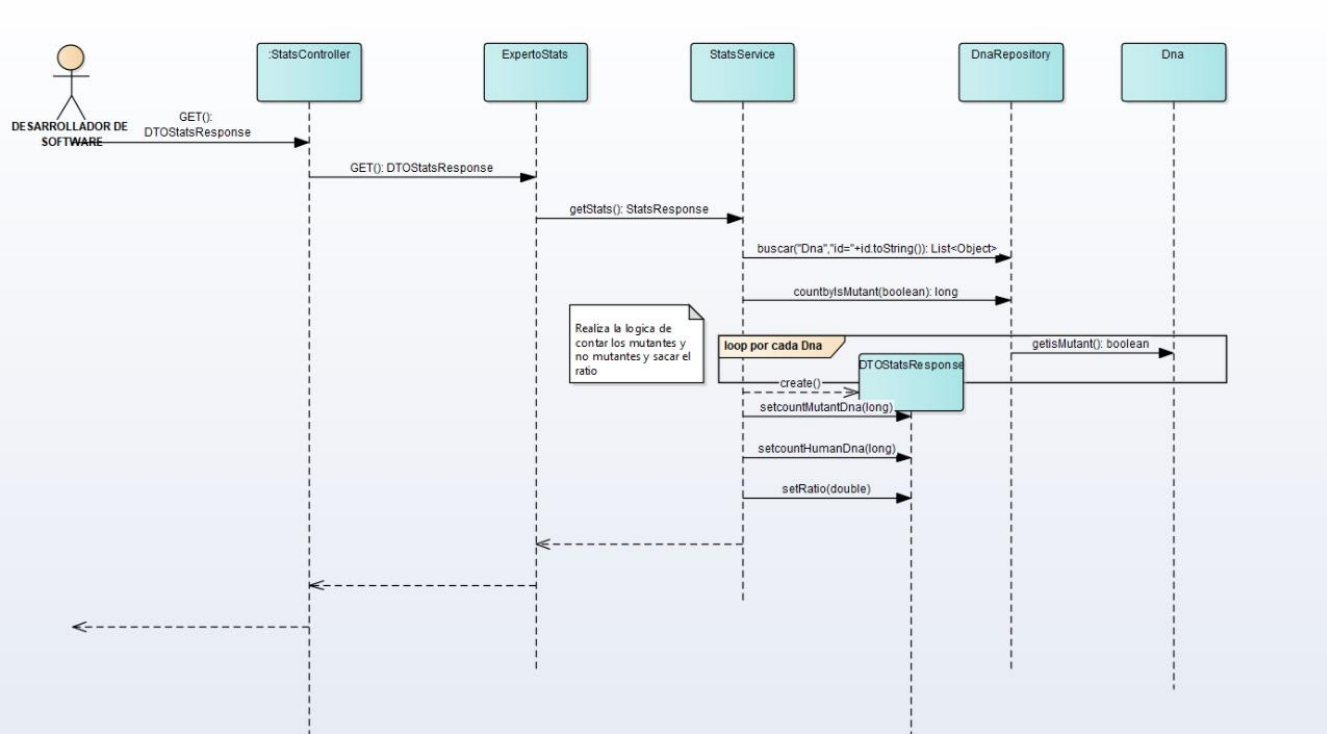 :StatsController
ExpertoStats
StatsService
DnaRepository
Dna
DESARROLLADOR DE
SOFTWARE
GET():
DTOStatsResponse
GET(): DTOStatsResponse
getStats(): StatsResponse
buscar("Dna","id="+id.toString()): List<Object>
countbyIsMutant(boolean): long
Realiza la logica de
contar los mutantes y
no mutantes y sacar el
ratio
loop por cada Dna
getisMutant(): boolean
DTOStatsResponse
create()
setcountMutantDna(long)
setcountHumanDna(long)
setRatio(double)